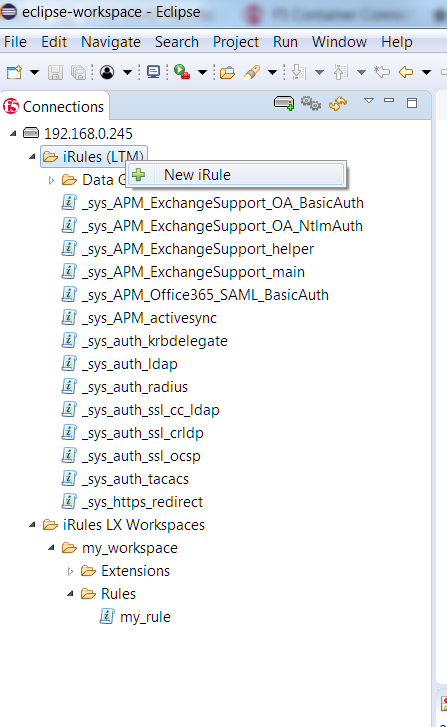 eclipse-workspace - Eclipse
File Edit Navigate Search Project Run Window Help
Connections
192.168.0.245
iRules (LTM)
New iRule
Data G
_sys_APM_ExchangeSupport_OA_BasicAuth
_sys_APM_ExchangeSupport_OA_NtlmAuth
_sys_APM_ExchangeSupport_helper
_sys_APM_ExchangeSupport_main
_sys_APM_Office365_SAML_BasicAuth
_sys_APM_activesync
_sys_auth_krbdelegate
_sys_auth_ldap
_sys_auth_radius
_sys_auth_ssl_cc_ldap
_sys_auth_ssl_crldp
_sys_auth_ssl_ocsp
_sys_auth_tacacs
_sys_https_redirect
iRules LX Workspaces
my_workspace
Extensions
Rules
my_rule